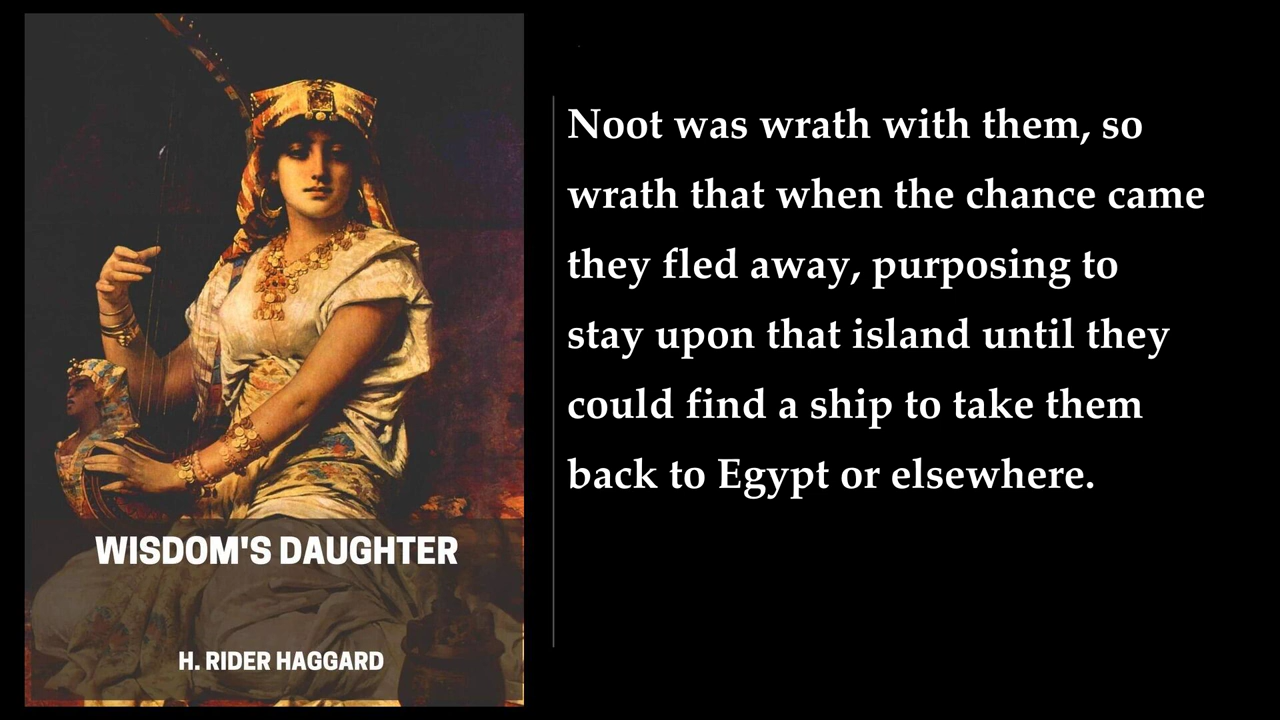 WISDOM'S DAUGHTER
H. RIDER HAGGARD
Noot was wrath with them, so
wrath that when the chance came
they fled away, purposing to
stay upon that island until they
could find a ship to take them
back to Egypt or elsewhere.